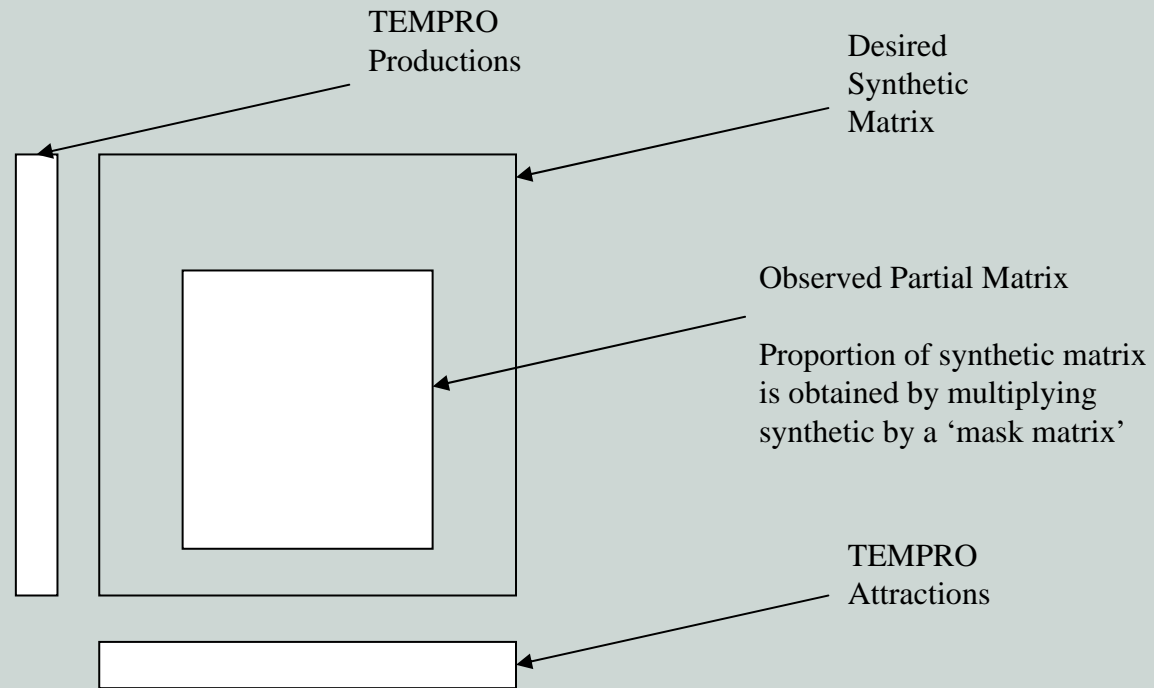 TEMPRO
Productions
Desired
Synthetic
Matrix
Observed Partial Matrix
Proportion of synthetic matrix
is obtained by multiplying
synthetic by a ‘mask matrix’
TEMPRO
Attractions